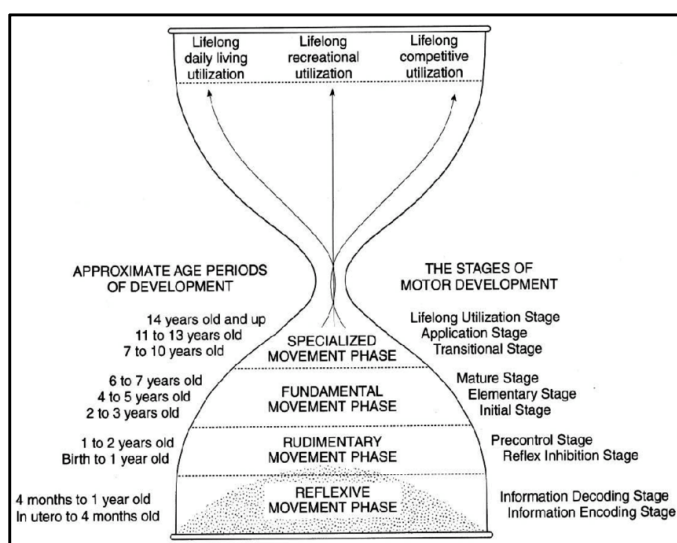 Lifelong daily living utilization
Lifelong recreational utilization
Lifelong competitive utilization
APPROXIMATE AGE PERIODS OF DEVELOPMENT
THE STAGES OF MOTOR DEVELOPMENT
14 years old and up
11 to 13 years old
7 to 10 years old
SPECIALIZED
MOVEMENT PHASE
Lifelong Utilization Stage
Application Stage
Transitional Stage
6 to 7 years old
4 to 5 years old
2 to 3 years old
FUNDAMENTAL
MOVEMENT PHASE
Mature Stage
Elementary Stage
Initial Stage
1 to 2 years old
Birth to 1 year old
RUDIMENTARY
MOVEMENT PHASE
Precontrol Stage
Reflex Inhibition Stage
4 months to 1 year old
In utero to 4 months old
REFLEXIVE
MOVEMENT PHASE
Information Decoding Stage
Information Encoding Stage